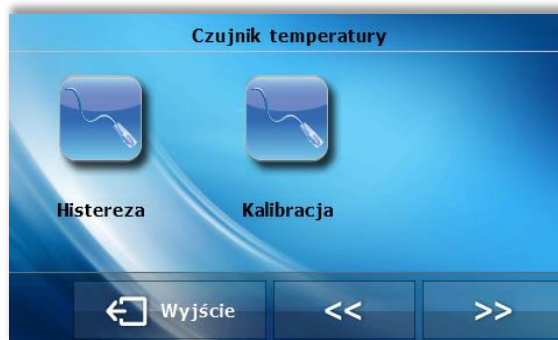 Czujnik temperatury
Histereza Kalibracja
Wyjście << >>